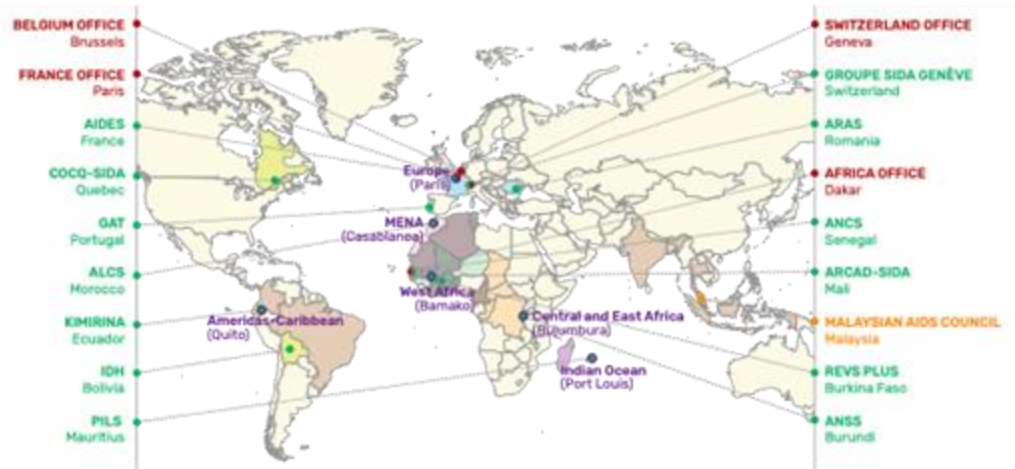 BELGIUM OFFICE
Brussels
FRANCE OFFICE
Paris
AIDES
France
COCQ-SIDA
Quebec
GAT
Portugal
ALCS
Morocco
KIMIRINA
Ecuador
IDH
Bolivia
PILS
Mauritius
Europe
(Paris)
MENA
(Casablanca)
West Africa
(Bamako)
Americas-Caribbean
(Quito)
Central and East Africa
(Bujumbura)
Indian Ocean
(Port Louis)
SWITZERLAND OFFICE
Geneva
GROUPE SIDA GENÈVE
Switzerland
ARAS
Romania
AFRICA OFFICE
Dakar
ANCS
Senegal
ARCAD-SIDA
Mali
MALAYSIAN AIDS COUNCIL
Malaysia
REVS PLUS
Burkina Faso
ANSS
Burundi